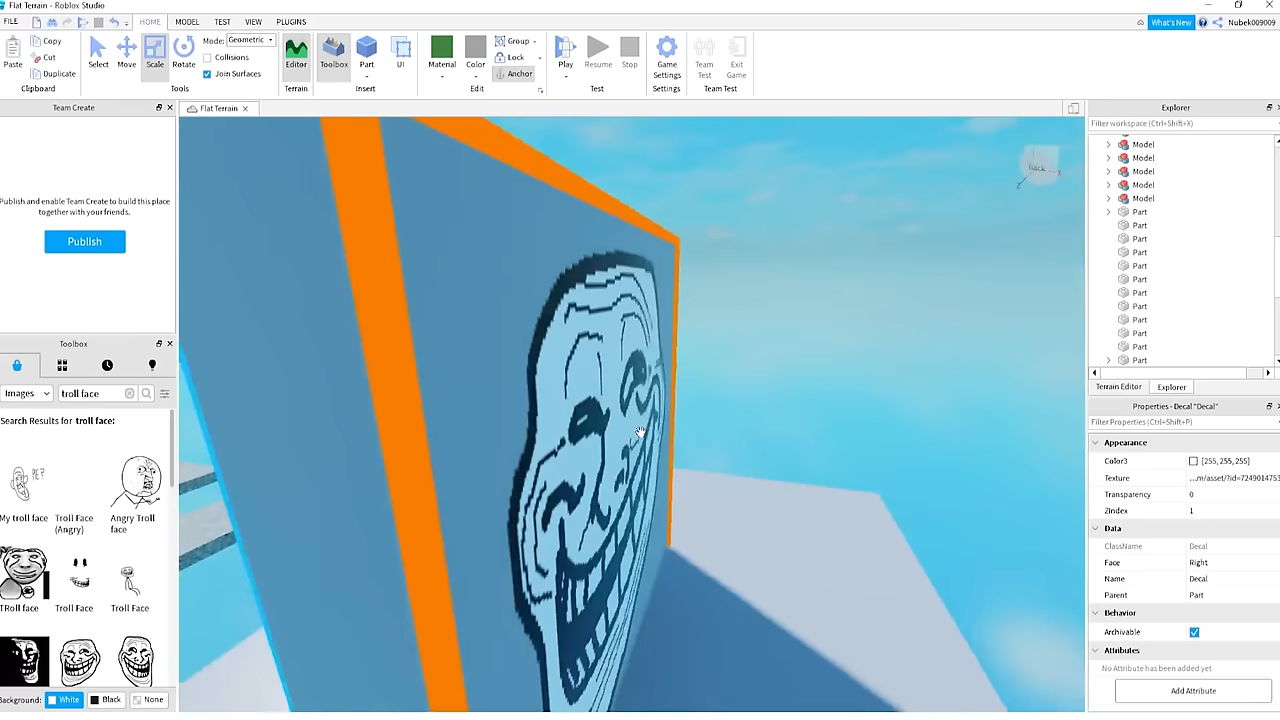 Flat Terrain - Roblox Studio
FILE HOME MODEL TEST VIEW PLUGINS What's New Nubek009009
Paste Copy Cut Duplicate Clipboard
Select Move Scale Rotate Mode: Geometric Collisions Join Surfaces Tools
Editor Terrain
Toolbox Part UI Insert
Material Color Group Lock Anchor Edit
Play Resume Stop Test
Game Settings Settings
Team Test Exit Game Team Test
Team Create
Publish and enable Team Create to build this
place together with your friends.
Publish
Toolbox
Images troll face
Search Results for troll face:
PE?
My troll face Troll Face (Angry) Angry Troll face
TRoll face Troll Face Troll Face
Background: White Black None
Flat Terrain
Back
Explorer
Filter workspace (Ctrl+Shift+X)
Model
Model
Model
Model
Model
Part
Part
Part
Part
Part
Part
Part
Part
Part
Part
Part
Part
Terrain Editor Explorer
Properties - Decal "Decal"
Filter Properties (Ctrl+Shift+P)
Appearance
Color3 [255, 255, 255]
Texture ...m/asset/?id=7249014753
Transparency 0
ZIndex 1
Data
ClassName Decal
Face Right
Name Decal
Parent Part
Behavior
Archivable
Attributes
No Attribute has been added yet
Add Attribute